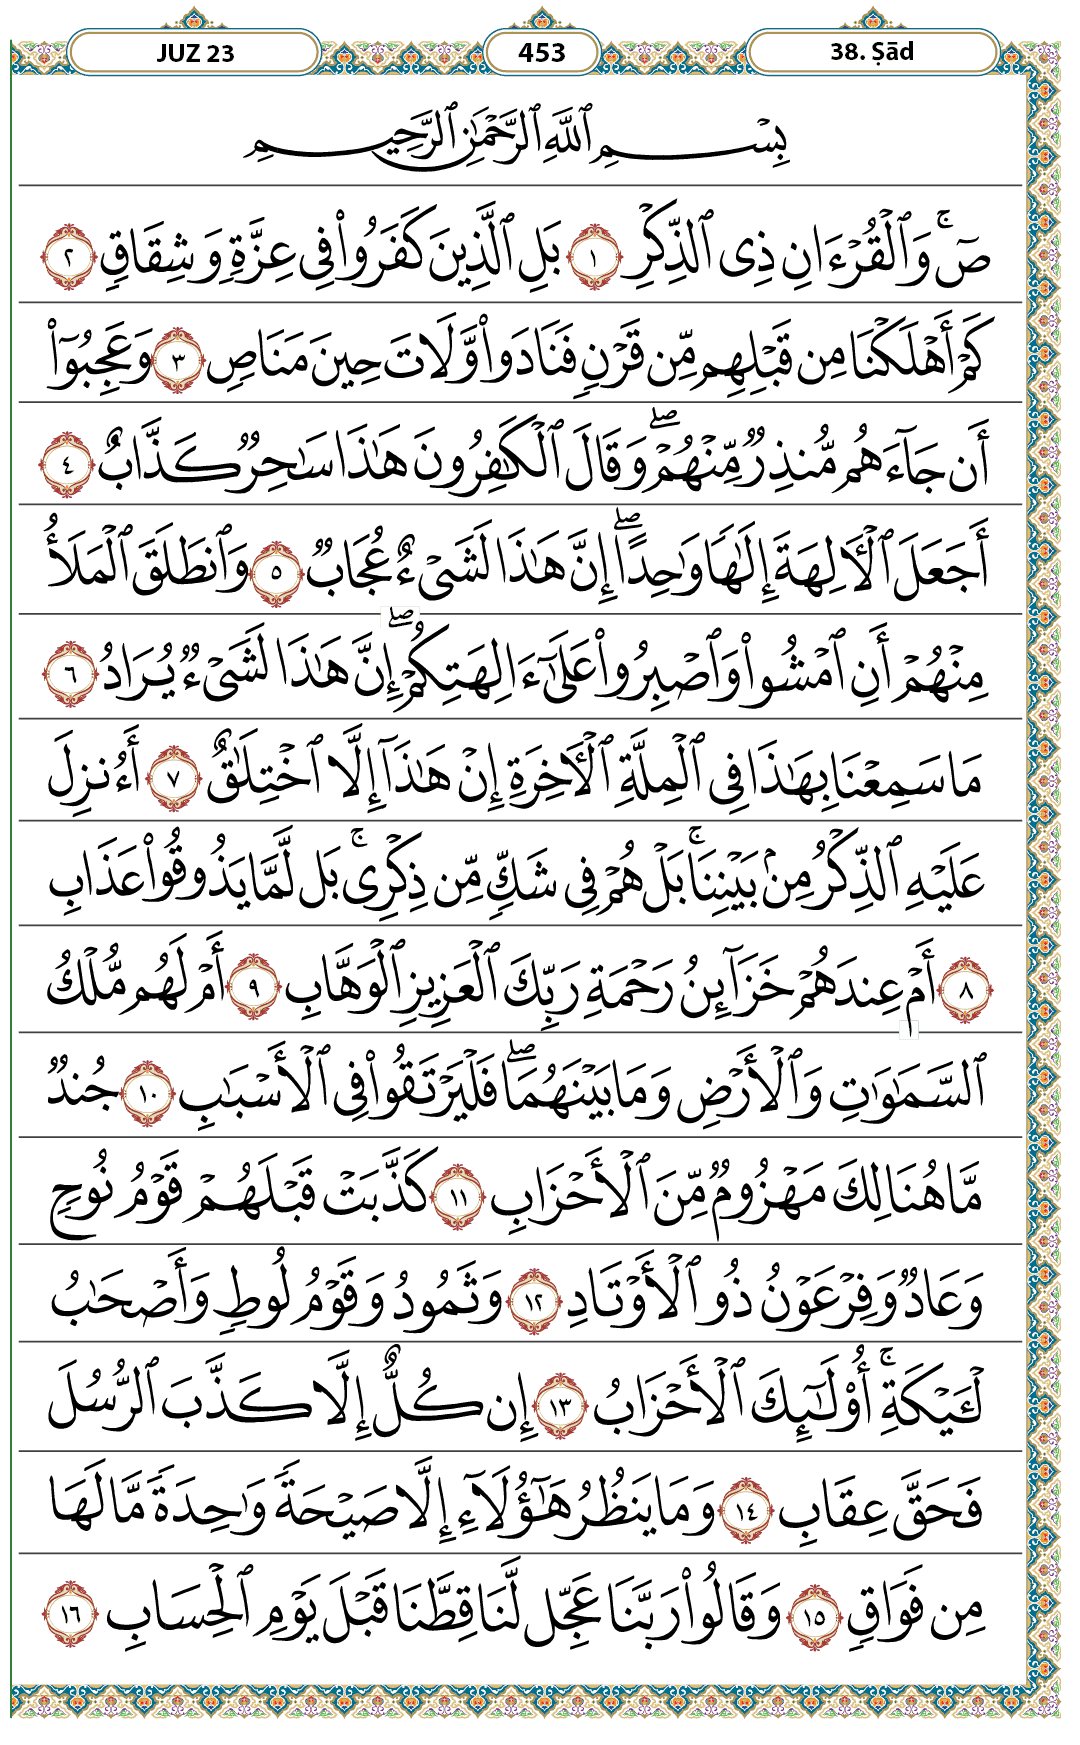 JUZ 23 453 38. Ṣād
بِسْمِ ٱللَّهِ ٱلرَّحْمَٰنِ ٱلرَّحِيمِ
صٓ ۚ وَٱلْقُرْءَانِ ذِى ٱلذِّكْرِ ١ بَلِ ٱلَّذِينَ كَفَرُوا۟ فِى عِزَّةٍ وَشِقَاقٍ ٢
كَمْ أَهْلَكْنَا مِن قَبْلِهِم مِّن قَرْنٍ فَنَادَوا۟ وَّلَاتَ حِينَ مَنَاصٍ ٣ وَعَجِبُوٓا۟
أَن جَآءَهُم مُّنذِرٌ مِّنْهُمْ ۖ وَقَالَ ٱلْكَٰفِرُونَ هَٰذَا سَٰحِرٌ كَذَّابٌ ٤
أَجَعَلَ ٱلْأَلِهَةَ إِلَٰهًا وَٰحِدًا ۖ إِنَّ هَٰذَا لَشَىْءٌ عُجَابٌ ٥ وَٱنطَلَقَ ٱلْمَلَأُ
مِنْهُمْ أَنِ ٱمْشُوا۟ وَٱصْبِرُوا۟ عَلَىٰٓ ءَالِهَتِكُمْ ۖ إِنَّ هَٰذَا لَشَىْءٌ يُرَادُ ٦
مَا سَمِعْنَا بِهَٰذَا فِى ٱلْمِلَّةِ ٱلْأَخِرَةِ إِنْ هَٰذَآ إِلَّا ٱخْتِلَٰقٌ ٧ أَءُنزِلَ
عَلَيْهِ ٱلذِّكْرُ مِنۢ بَيْنِنَا ۚ بَلْ هُمْ فِى شَكٍّ مِّن ذِكْرِى ۚ بَل لَّمَّا يَذُوقُوا۟ عَذَابِ
٨ أَمْ عِندَهُمْ خَزَآئِنُ رَحْمَةِ رَبِّكَ ٱلْعَزِيزِ ٱلْوَهَّابِ ٩ أَمْ لَهُم مُّلْكُ
ٱلسَّمَٰوَٰتِ وَٱلْأَرْضِ وَمَا بَيْنَهُمَا ۖ فَلْيَرْتَقُوا۟ فِى ٱلْأَسْبَٰبِ ١٠ جُندٌ
مَّا هُنَالِكَ مَهْزُومٌ مِّنَ ٱلْأَحْزَابِ ١١ كَذَّبَتْ قَبْلَهُمْ قَوْمُ نُوحٍ
وَعَادٌ وَفِرْعَوْنُ ذُو ٱلْأَوْتَادِ ١٢ وَثَمُودُ وَقَوْمُ لُوطٍ وَأَصْحَٰبُ
لْـَٔيْكَةِ ۚ أُو۟لَٰٓئِكَ ٱلْأَحْزَابُ ١٣ إِن كُلٌّ إِلَّا كَذَّبَ ٱلرُّسُلَ
فَحَقَّ عِقَابِ ١٤ وَمَا يَنظُرُ هَٰٓؤُلَآءِ إِلَّا صَيْحَةً وَٰحِدَةً مَّا لَهَا
مِن فَوَاقٍ ١٥ وَقَالُوا۟ رَبَّنَا عَجِّل لَّنَا قِطَّنَا قَبْلَ يَوْمِ ٱلْحِسَابِ ١٦